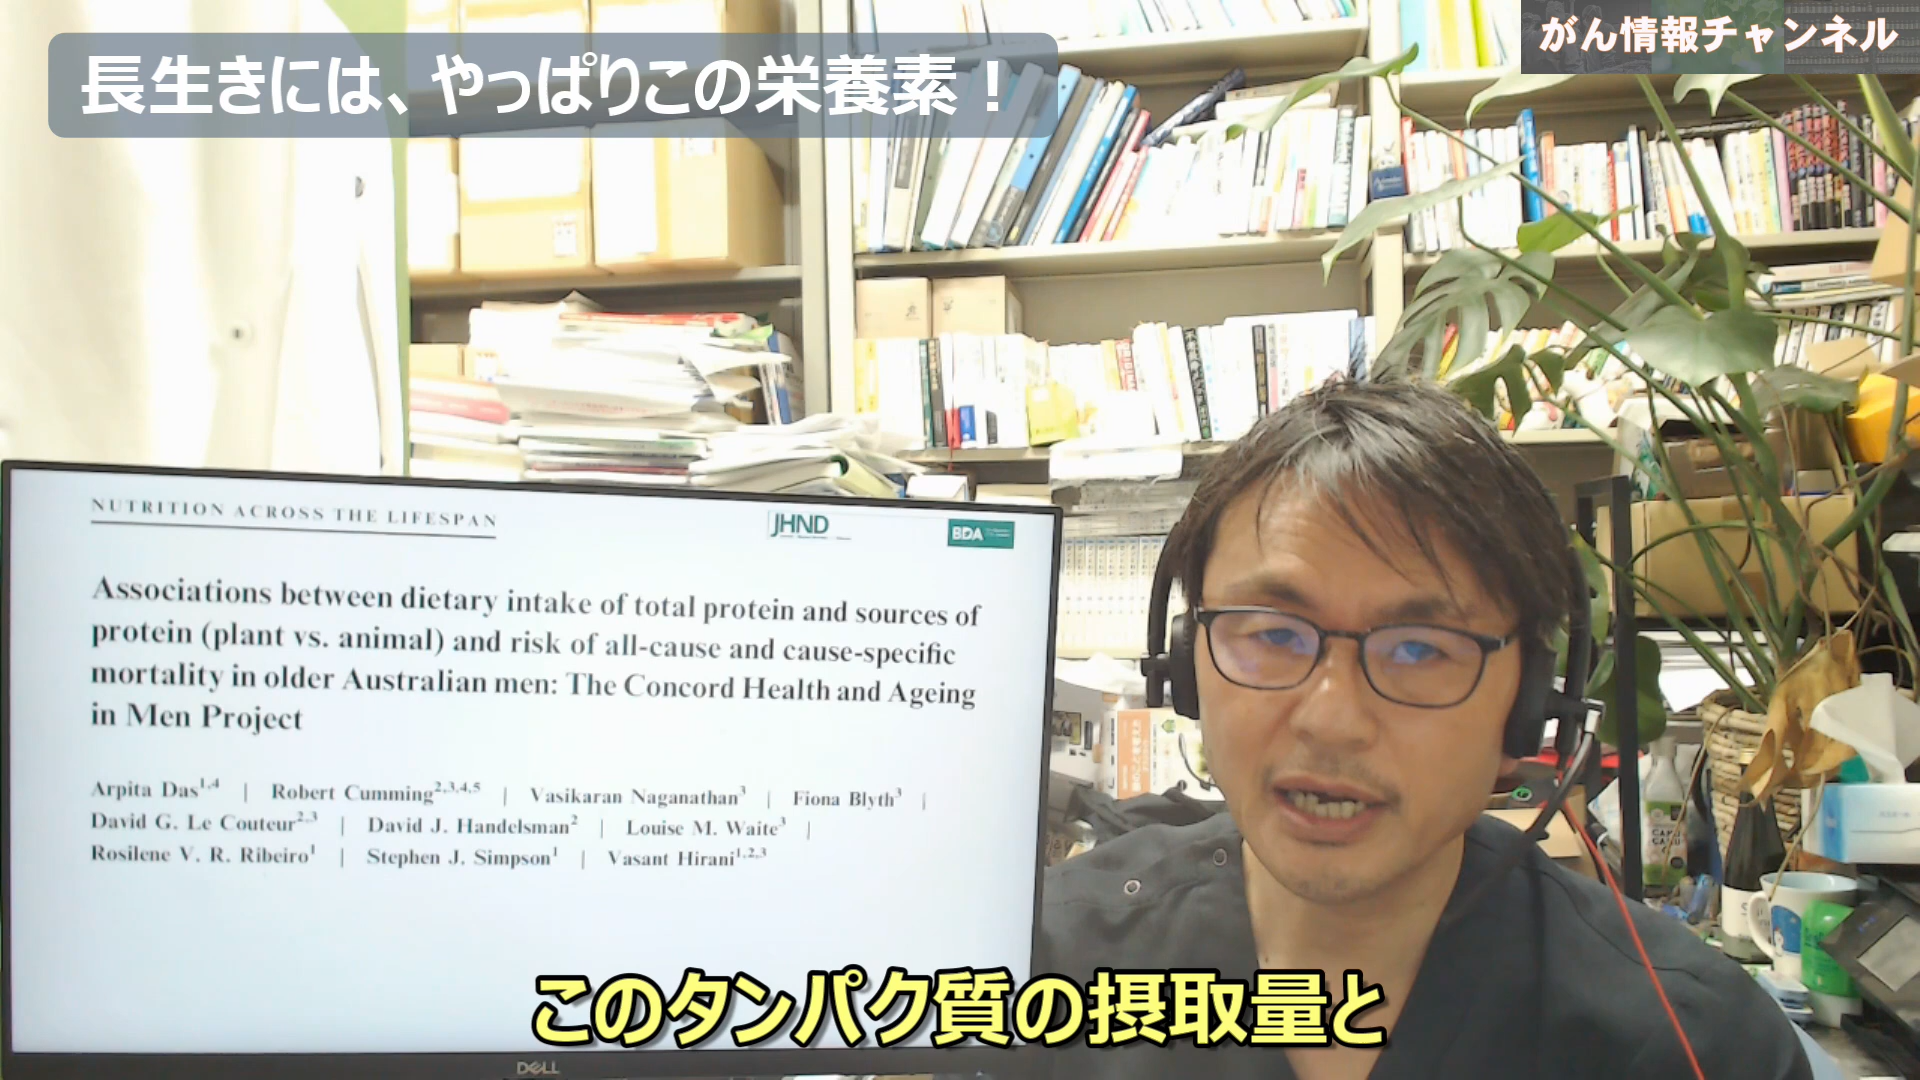 長生きには、やっぱりこの栄養素！
がん情報チャンネル
NUTRITION ACROSS THE LIFESPAN
JHND
BDA
Associations between dietary intake of total protein and sources of
protein (plant vs. animal) and risk of all-cause and cause-specific
mortality in older Australian men: The Concord Health and Ageing
in Men Project
Arpita Das1,4 | Robert Cumming2,3,4,5 | Vasikaran Naganathan3 | Fiona Blyth3 |
David G. Le Couteur2,3 | David J. Handelsman2 | Louise M. Waite3 |
Rosilene V. R. Ribeiro1 | Stephen J. Simpson1 | Vasant Hirani1,2,3
このタンパク質の摂取量と
DELL